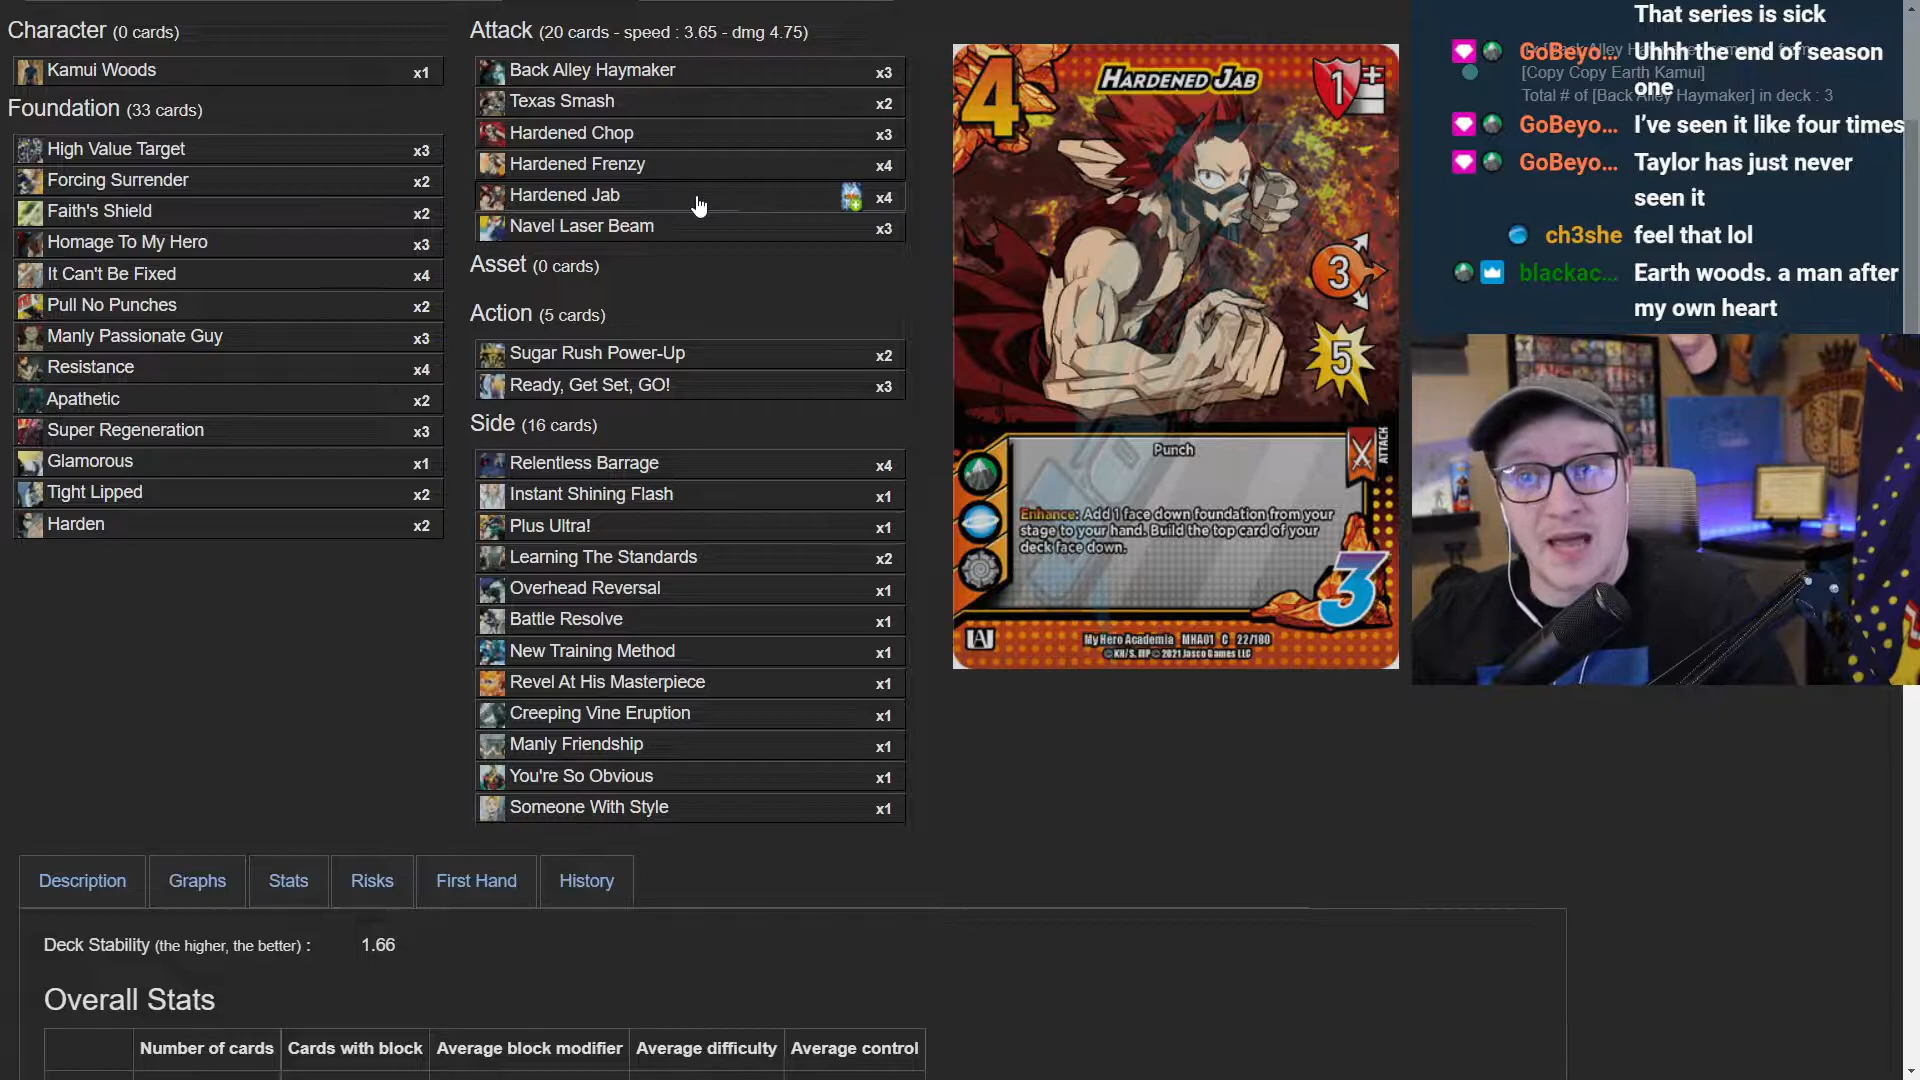 Character (0 cards)
Kamui Woods x1
Foundation (33 cards)
High Value Target x3
Forcing Surrender x2
Faith's Shield x2
Homage To My Hero x3
It Can't Be Fixed x4
Pull No Punches x2
Manly Passionate Guy x3
Resistance x4
Apathetic x2
Super Regeneration x3
Glamorous x1
Tight Lipped x2
Harden x2
Attack (20 cards - speed : 3.65 - dmg 4.75)
Back Alley Haymaker x3
Texas Smash x2
Hardened Chop x3
Hardened Frenzy x4
Hardened Jab x4
Navel Laser Beam x3
Asset (0 cards)
Action (5 cards)
Sugar Rush Power-Up x2
Ready, Get Set, GO! x3
Side (16 cards)
Relentless Barrage x4
Instant Shining Flash x1
Plus Ultra! x1
Learning The Standards x2
Overhead Reversal x1
Battle Resolve x1
New Training Method x1
Revel At His Masterpiece x1
Creeping Vine Eruption x1
Manly Friendship x1
You're So Obvious x1
Someone With Style x1
4
HARDENED JAB
1+
3
5
ATTACK
Punch
Enhance: Add 1 face down foundation from your
stage to your hand. Build the top card of your
deck face down.
3
My Hero Academia MHA01 C 22/180
©K.H/S, MP © 2021 Jasco Games LLC
That series is sick
GoBeyo... Uhhh the end of season
one
[Copy Copy Earth Kamui]
Total # of [Back Alley Haymaker] in deck : 3
GoBeyo... I've seen it like four times
GoBeyo... Taylor has just never
seen it
ch3she feel that lol
blackac... Earth woods. a man after
my own heart
Description Graphs Stats Risks First Hand History
Deck Stability (the higher, the better) : 1.66
Overall Stats
Number of cards Cards with block Average block modifier Average difficulty Average control